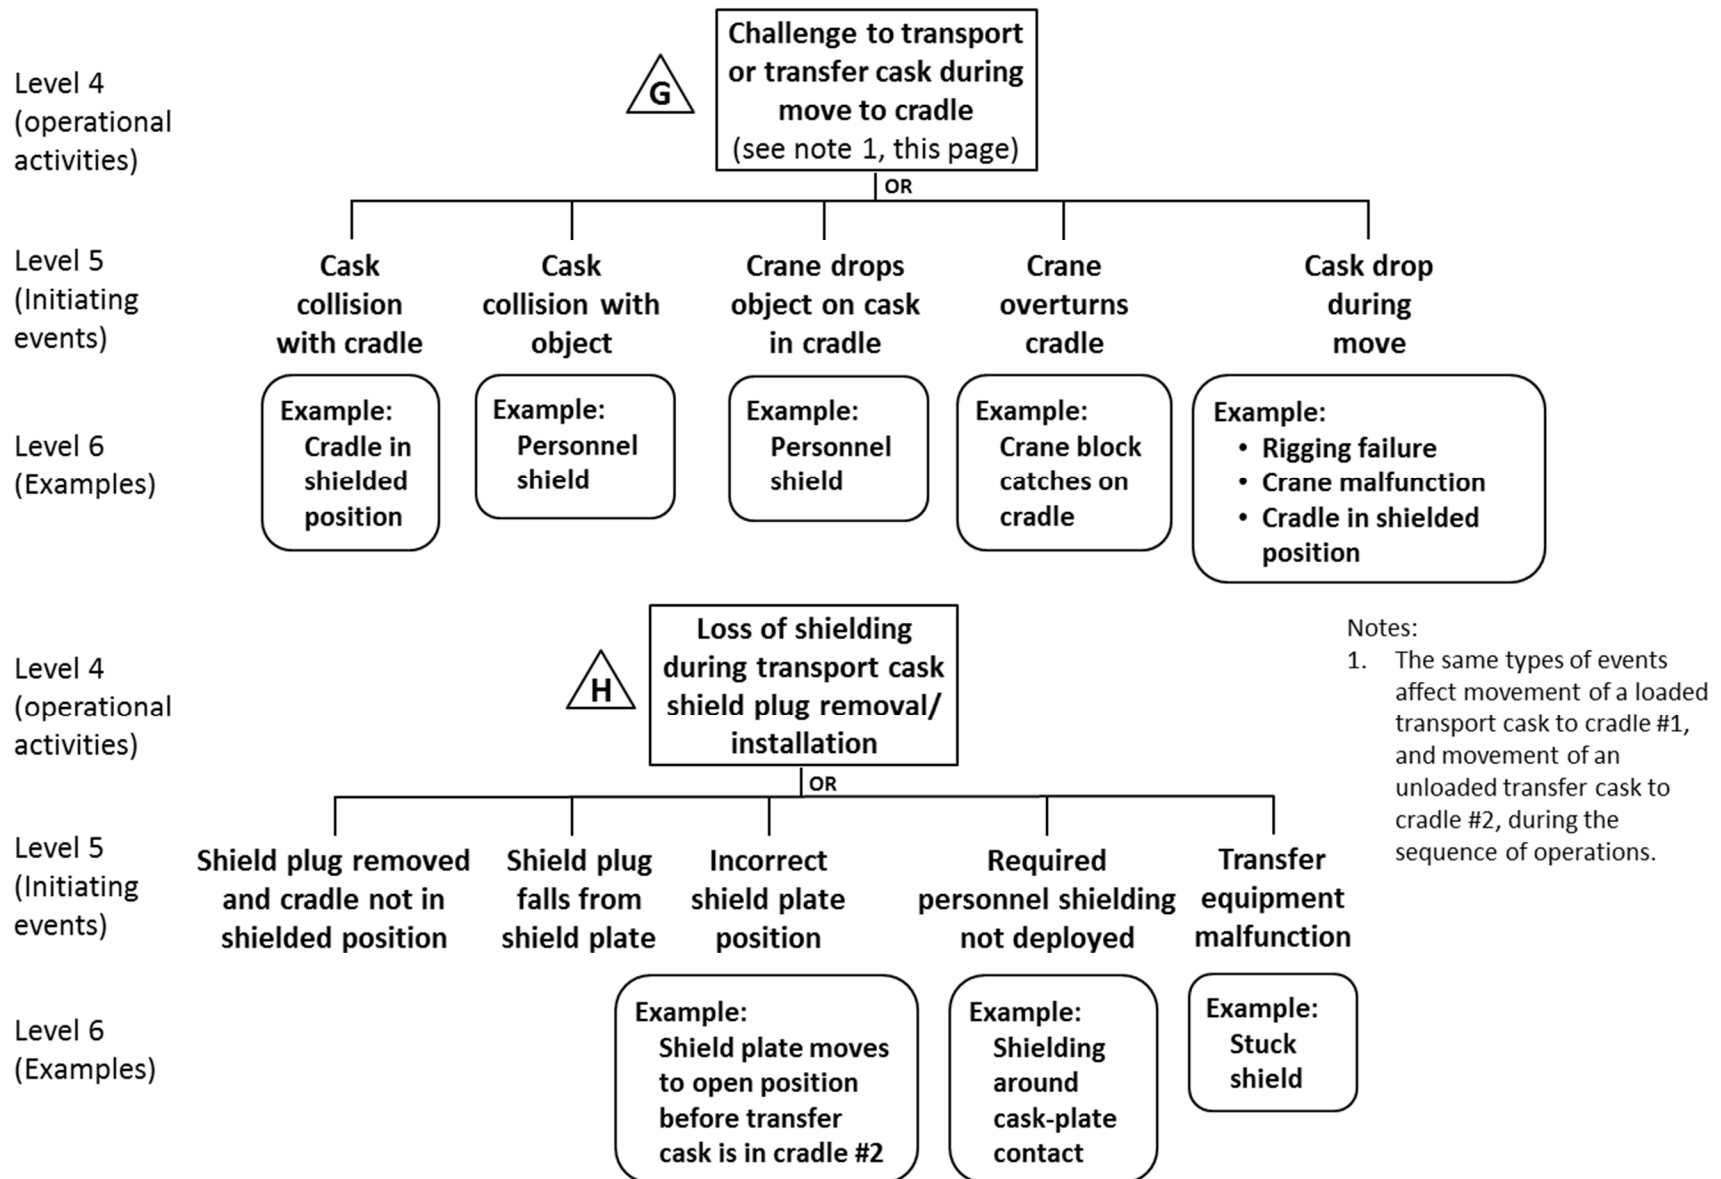 Level 4
(operational
activities)
G
Challenge to transport
or transfer cask during
move to cradle
(see note 1, this page)
OR
Level 5
(Initiating
events)
Cask
collision
with cradle
Cask
collision with
object
Crane drops
object on cask
in cradle
Crane
overturns
cradle
Cask drop
during
move
Level 6
(Examples)
Example:
Cradle in
shielded
position
Example:
Personnel
shield
Example:
Personnel
shield
Example:
Crane block
catches on
cradle
Example:
• Rigging failure
• Crane malfunction
• Cradle in shielded
position
Level 4
(operational
activities)
H
Loss of shielding
during transport cask
shield plug removal/
installation
OR
Notes:
1. The same types of events
affect movement of a loaded
transport cask to cradle #1,
and movement of an
unloaded transfer cask to
cradle #2, during the
sequence of operations.
Level 5
(Initiating
events)
Shield plug removed
and cradle not in
shielded position
Shield plug
falls from
shield plate
Incorrect
shield plate
position
Required
personnel shielding
not deployed
Transfer
equipment
malfunction
Level 6
(Examples)
Example:
Shield plate moves
to open position
before transfer
cask is in cradle #2
Example:
Shielding
around
cask-plate
contact
Example:
Stuck
shield